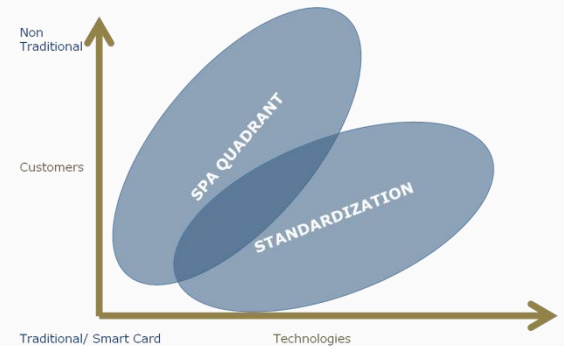 Non
Traditional
SPA QUADRANT
Customers
STANDARDIZATION
Traditional/ Smart Card
Technologies